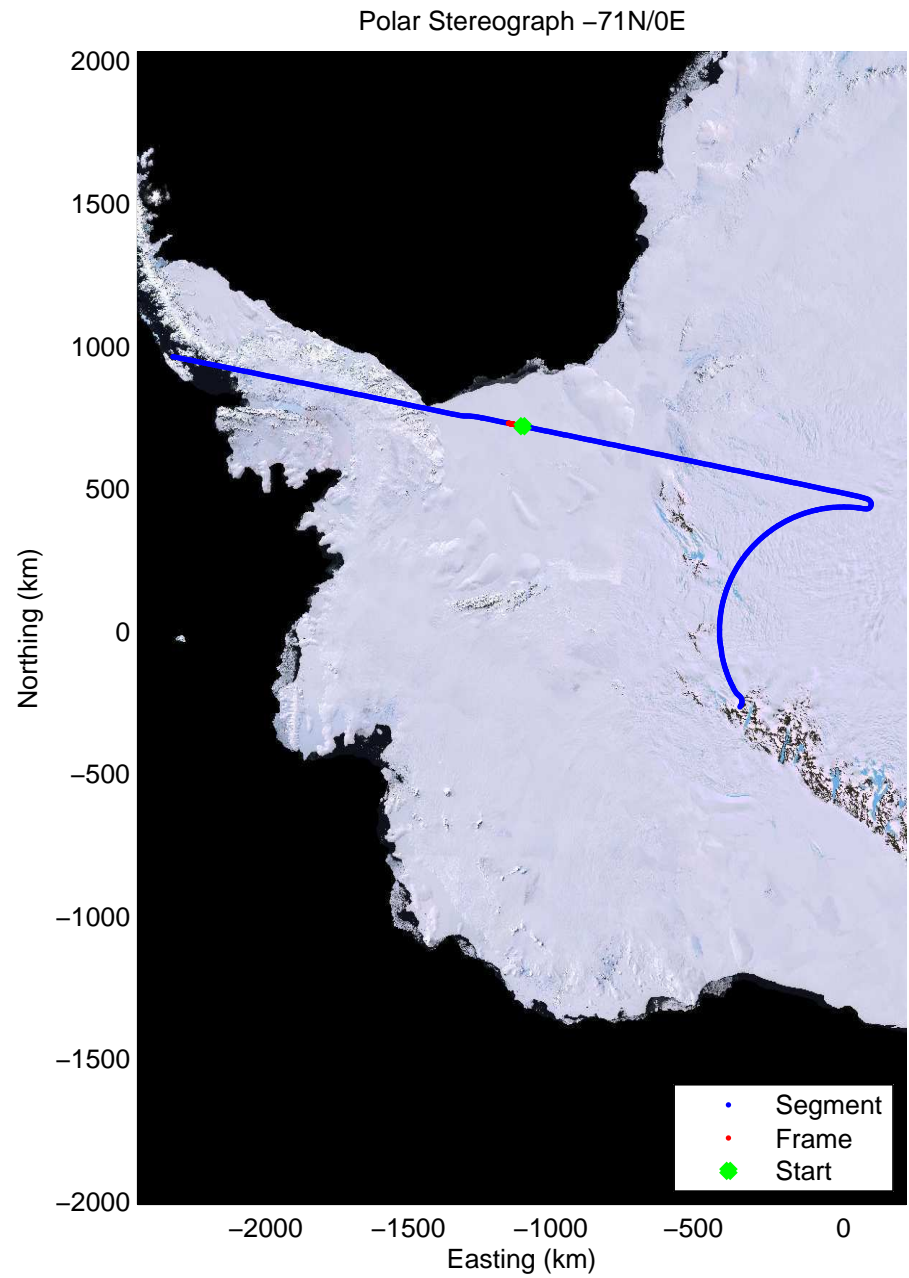 Polar Stereograph −71N/0E
2000
1500
1000
500
0
−500
−1000
−1500
−2000
Northing (km)
−2000 −1500 −1000 −500 0
Easting (km)
Segment
Frame
Start